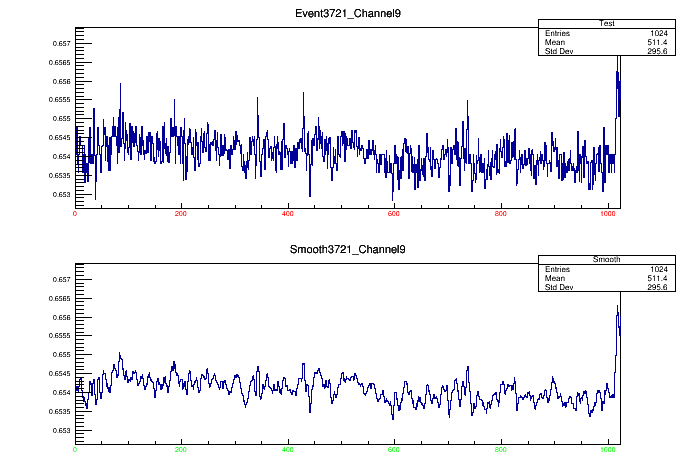 Event3721_Channel9
Test
Entries 1024
Mean 511.4
Std Dev 295.6
0.657
0.6565
0.656
0.6555
0.655
0.6545
0.654
0.6535
0.653
0 200 400 600 800 1000
Smooth3721_Channel9
Smooth
Entries 1024
Mean 511.4
Std Dev 295.6
0.657
0.6565
0.656
0.6555
0.655
0.6545
0.654
0.6535
0.653
0 200 400 600 800 1000